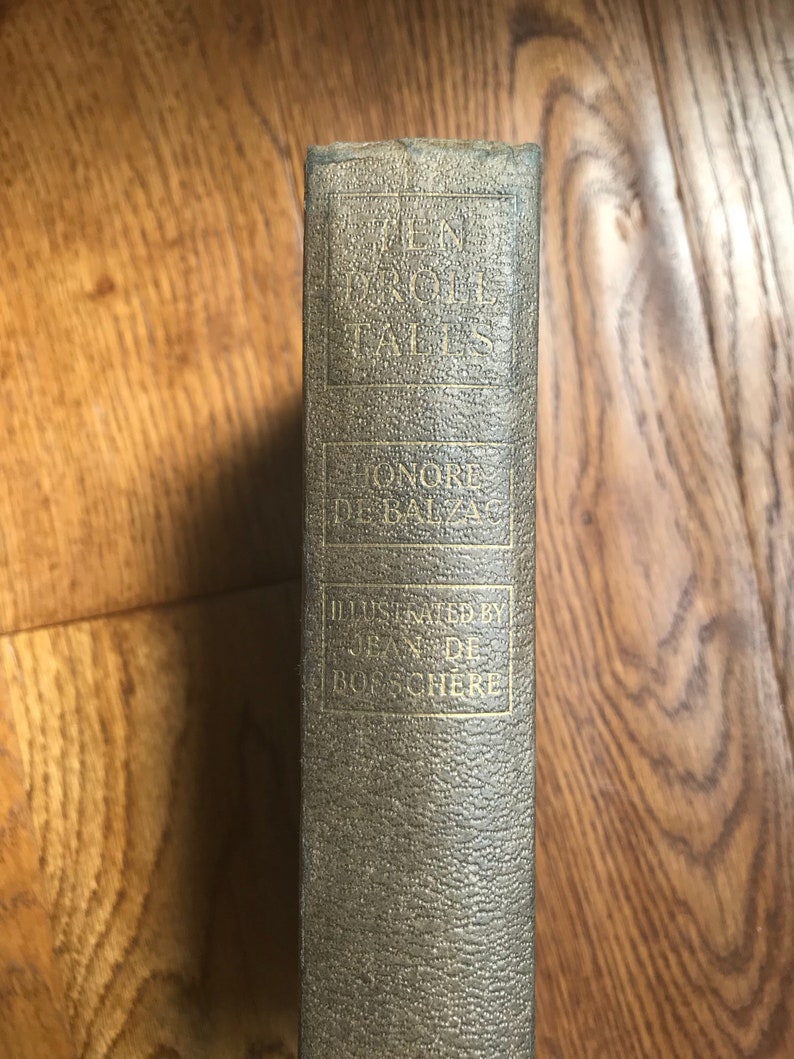 TEN
DROLL
TALES
HONORE
DE BALZAC
ILLUSTRATED BY
JEAN DE
BOSSCHÈRE